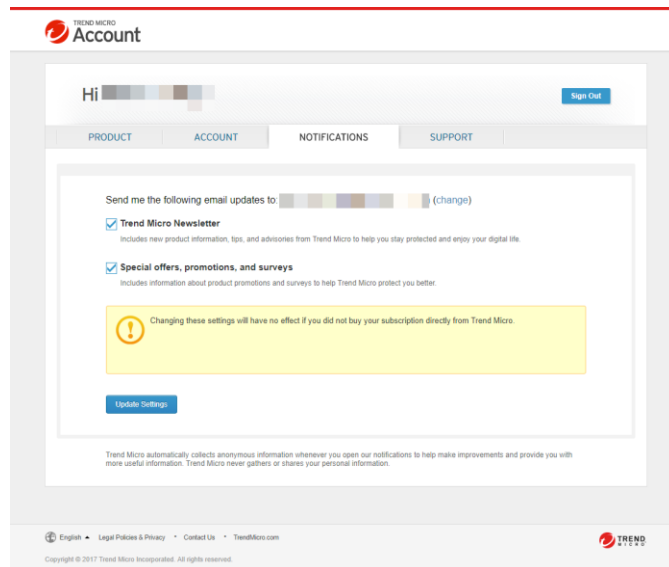 TREND MICRO
Account
Hi
Sign Out
PRODUCT ACCOUNT NOTIFICATIONS SUPPORT
Send me the following email updates to: (change)
Trend Micro Newsletter
Includes new product information, tips, and advisories from Trend Micro to help you stay protected and enjoy your digital life.
Special offers, promotions, and surveys
Includes information about product promotions and surveys to help Trend Micro protect you better.
Changing these settings will have no effect if you did not buy your subscription directly from Trend Micro.
Update Settings
Trend Micro automatically collects anonymous information whenever you open our notifications to help make improvements and provide you with
more useful information. Trend Micro never gathers or shares your personal information.
English Legal Policies & Privacy Contact Us TrendMicro.com
TREND
MICRO
Copyright © 2017 Trend Micro Incorporated. All rights reserved.